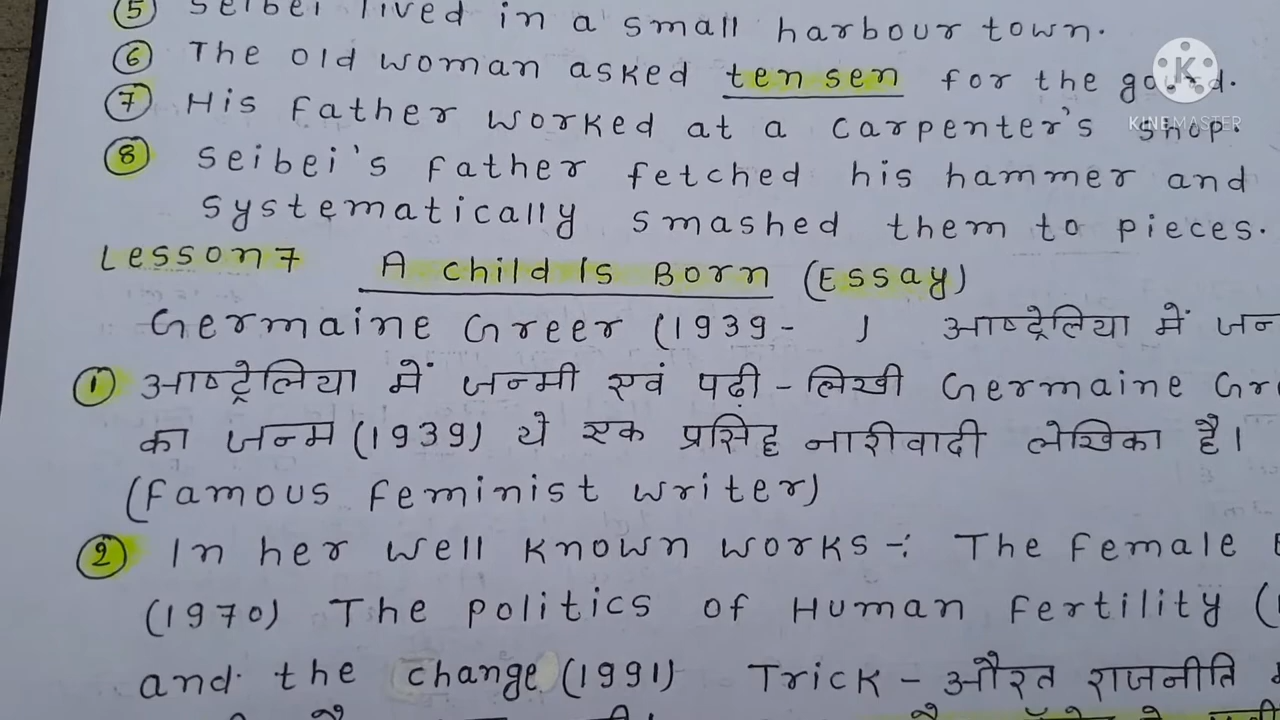 5 Seibei lived in a small harbour town.
6 The old woman asked ten sen for the gourd.
7 His father worked at a carpenter's shop.
8 Seibei's father fetched his hammer and
systematically smashed them to pieces.
Lesson 7 A Child Is Born (Essay)
Germaine Greer (1939- ) आष्ट्रेलिया में जन
1 आष्ट्रेलिया में जन्मी एवं पढ़ी - लिखी Germaine Gr
का जन्म (1939) ये एक प्रसिद्द नारीवादी लेखिका है।
(Famous Feminist writer)
2 In her well known works -: The Female
(1970) The Politics of Human Fertility (
and the change (1991) Trick - औरत राजनीति
K
KINEMASTER